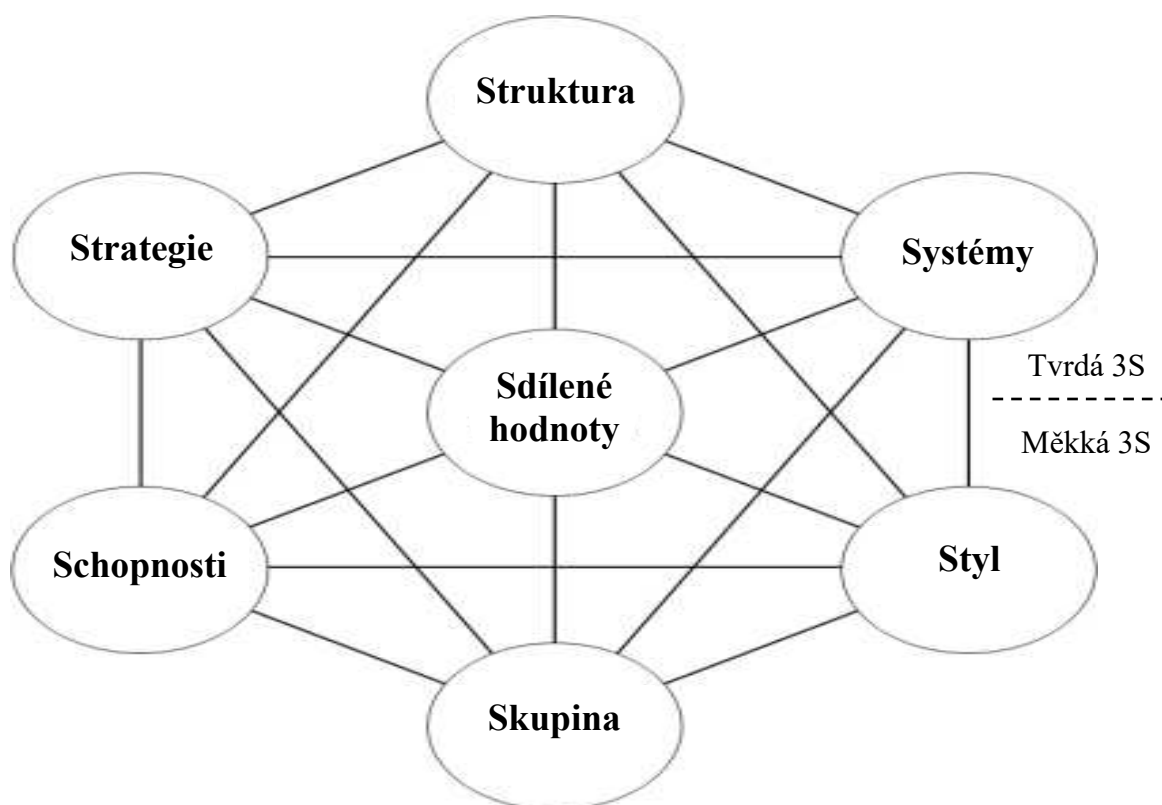 Struktura
Strategie
Systémy
Tvrdá 3S
Sdílené
hodnoty
Měkká 3S
Schopnosti
Styl
Skupina